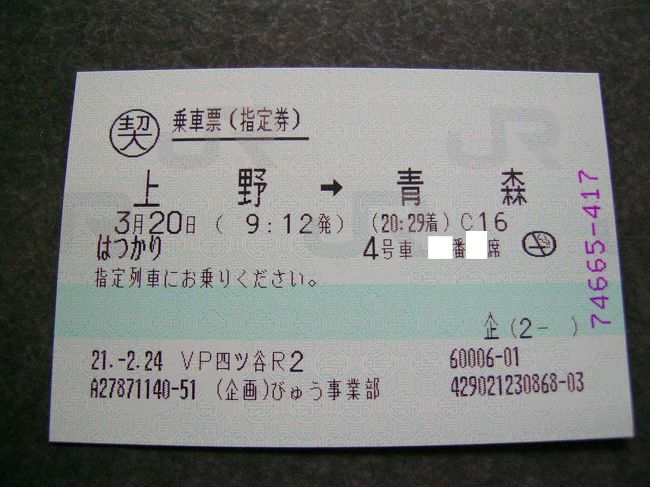 契 乗車票(指定券)
上野 → 青森
3月20日( 9:12発) (20:29着) C16
はつかり 4号車 番 席
指定列車にお乗りください。
企(2- )
21.-2.24 VP四ツ谷R2 60006-01
A27871140-51 (企画)びゅう事業部 429021230868-03
74665-417